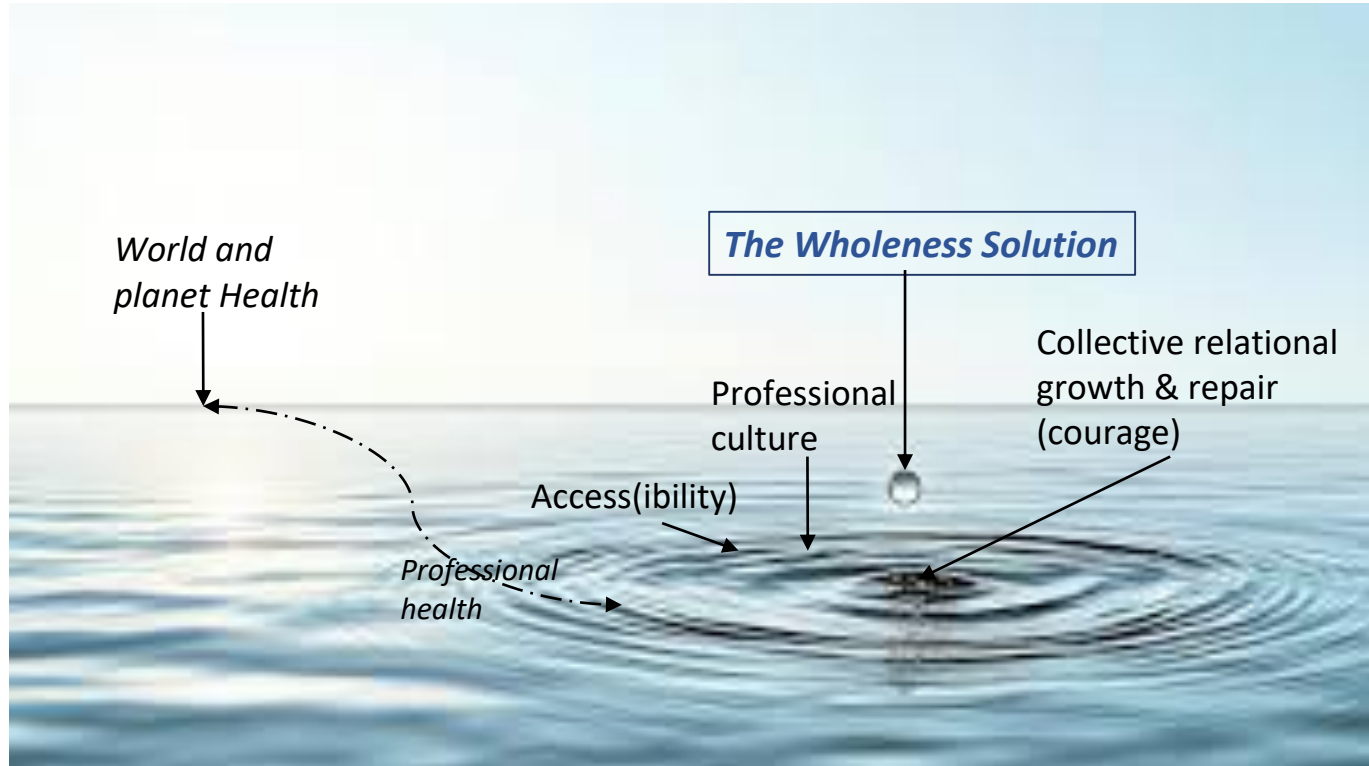 World and
planet Health
The Wholeness Solution
Collective relational
growth & repair
(courage)
Professional
culture
Access(ibility)
Professional
health